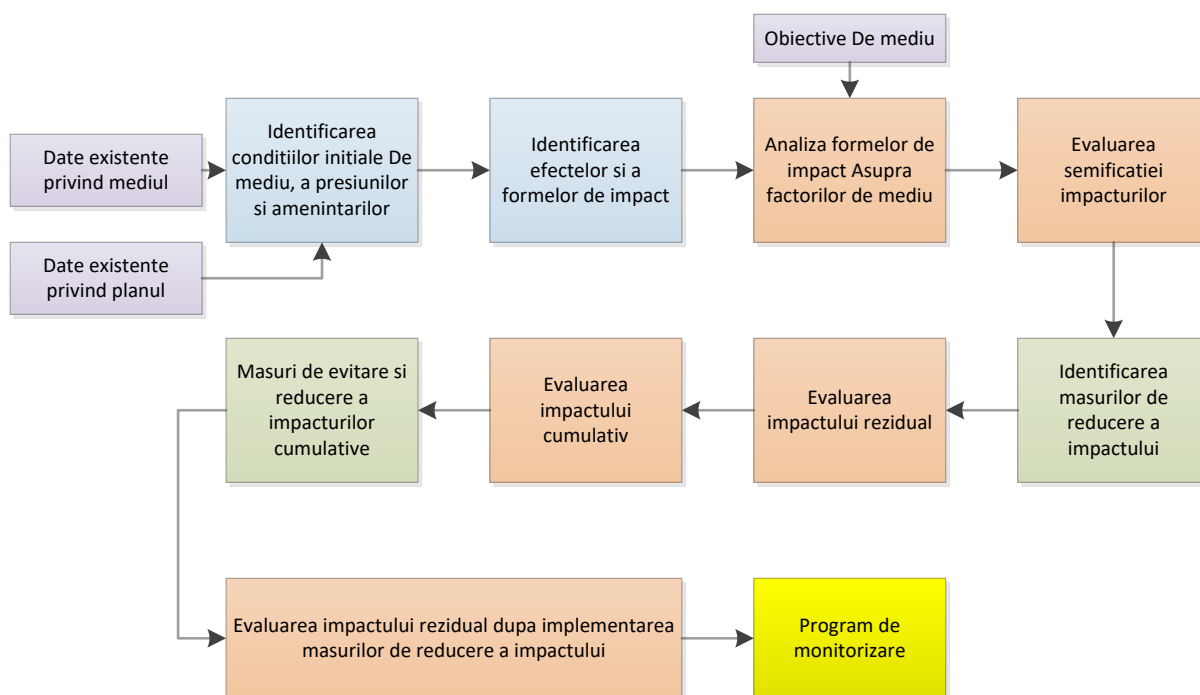 Obiective De mediu
Date existente
privind mediul
Identificarea
conditiilor initiale De
mediu, a presiunilor
si amenintarilor
Identificarea
efectelor si a
formelor de impact
Analiza formelor de
impact Asupra
factorilor de mediu
Evaluarea
semificatiei
impacturilor
Date existente
privind planul
Masuri de evitare si
reducere a
impacturilor
cumulative
Evaluarea
impactului
cumulativ
Evaluarea
impactului rezidual
Identificarea
masurilor de
reducere a
impactului
Evaluarea impactului rezidual dupa implementarea
masurilor de reducere a impactului
Program de
monitorizare